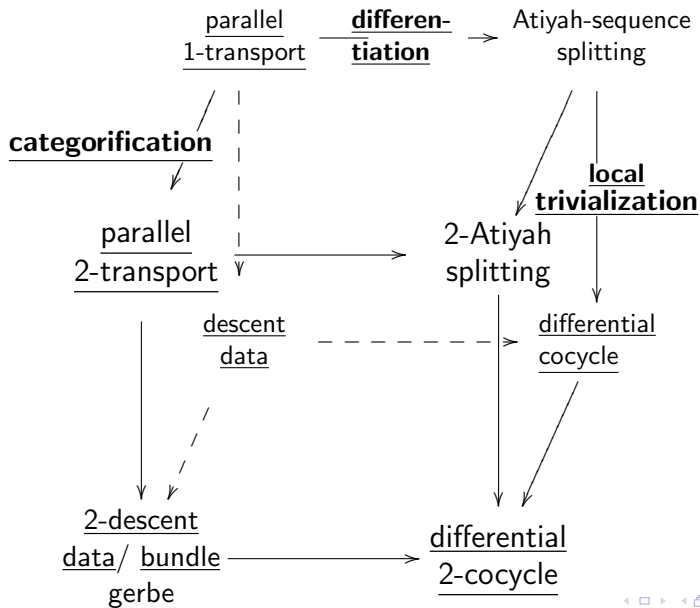 parallel
1-transport
differen-
tiation
Atiyah-sequence
splitting
categorification
local
trivialization
parallel
2-transport
2-Atiyah
splitting
descent
data
differential
cocycle
2-descent
data/ bundle
gerbe
differential
2-cocycle